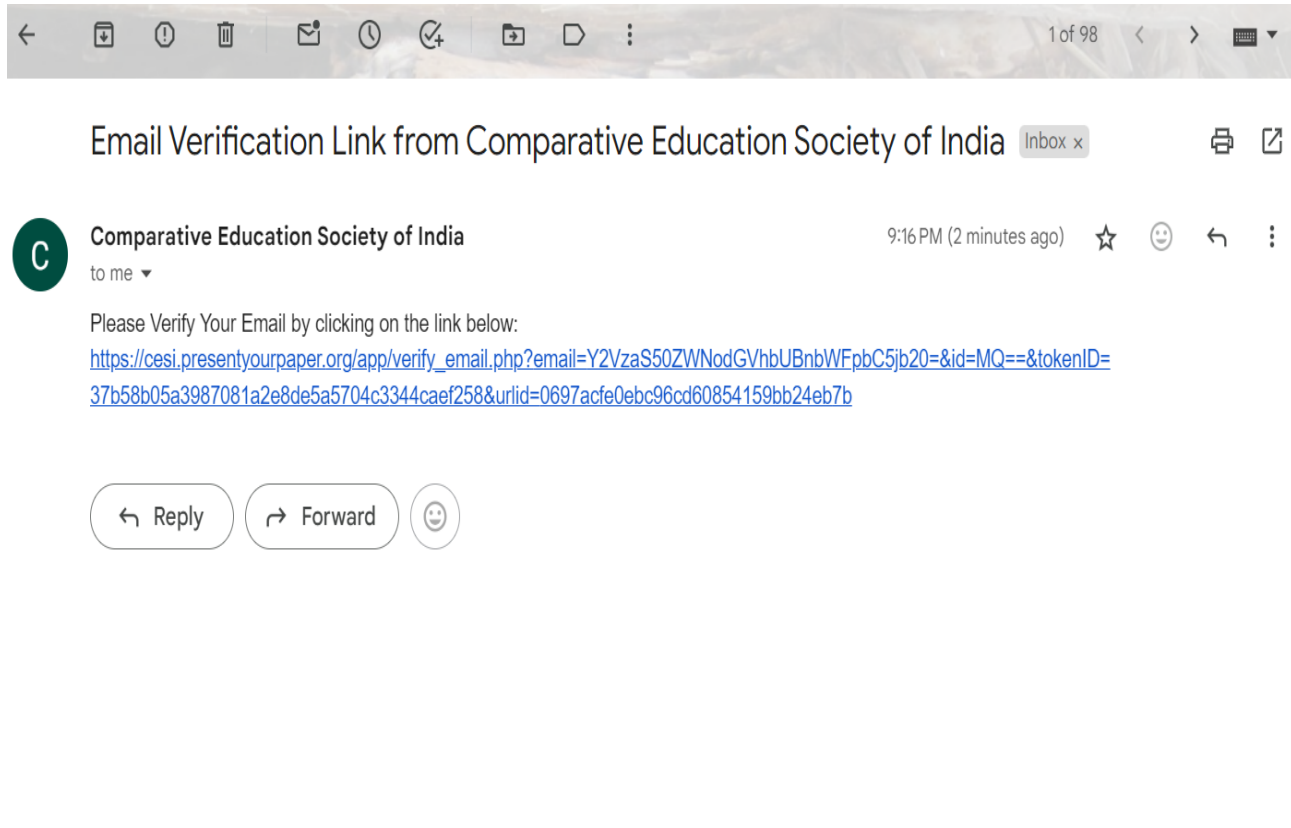 1 of 98
Email Verification Link from Comparative Education Society of India Inbox x
C
Comparative Education Society of India 9:16 PM (2 minutes ago)
to me
Please Verify Your Email by clicking on the link below:
https://cesi.presentyourpaper.org/app/verify_email.php?email=Y2VzaS50ZWNodGVhbUBnbWFpbC5jb20=&id=MQ==&tokenID=
37b58b05a3987081a2e8de5a5704c3344caef258&urlid=0697acfe0ebc96cd60854159bb24eb7b
Reply Forward